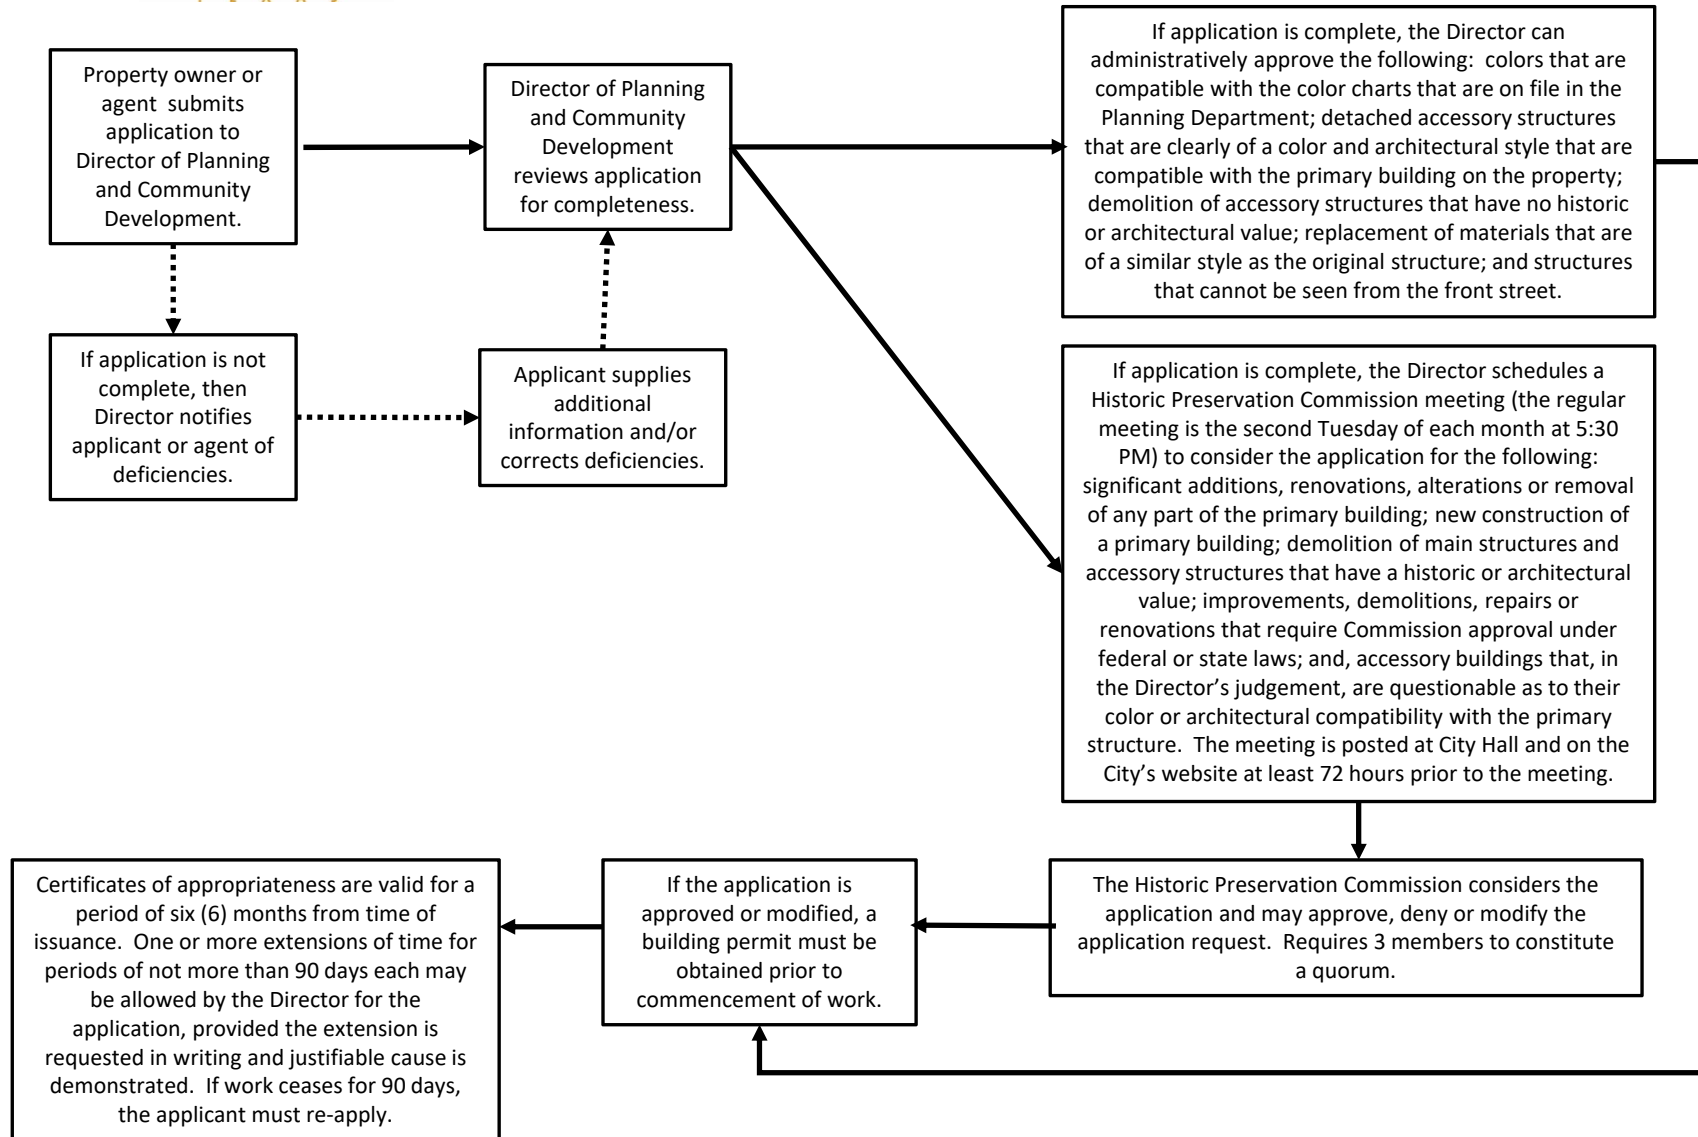 Property owner or
agent submits
application to
Director of Planning
and Community
Development.
Director of Planning
and Community
Development
reviews application
for completeness.
If application is complete, the Director can
administratively approve the following: colors that are
compatible with the color charts that are on file in the
Planning Department; detached accessory structures
that are clearly of a color and architectural style that are
compatible with the primary building on the property;
demolition of accessory structures that have no historic
or architectural value; replacement of materials that are
of a similar style as the original structure; and structures
that cannot be seen from the front street.
If application is not
complete, then
Director notifies
applicant or agent of
deficiencies.
Applicant supplies
additional
information and/or
corrects deficiencies.
If application is complete, the Director schedules a
Historic Preservation Commission meeting (the regular
meeting is the second Tuesday of each month at 5:30
PM) to consider the application for the following:
significant additions, renovations, alterations or removal
of any part of the primary building; new construction of
a primary building; demolition of main structures and
accessory structures that have a historic or architectural
value; improvements, demolitions, repairs or
renovations that require Commission approval under
federal or state laws; and, accessory buildings that, in
the Director’s judgement, are questionable as to their
color or architectural compatibility with the primary
structure. The meeting is posted at City Hall and on the
City’s website at least 72 hours prior to the meeting.
Certificates of appropriateness are valid for a
period of six (6) months from time of
issuance. One or more extensions of time for
periods of not more than 90 days each may
be allowed by the Director for the
application, provided the extension is
requested in writing and justifiable cause is
demonstrated. If work ceases for 90 days,
the applicant must re-apply.
If the application is
approved or modified, a
building permit must be
obtained prior to
commencement of work.
The Historic Preservation Commission considers the
application and may approve, deny or modify the
application request. Requires 3 members to constitute
a quorum.